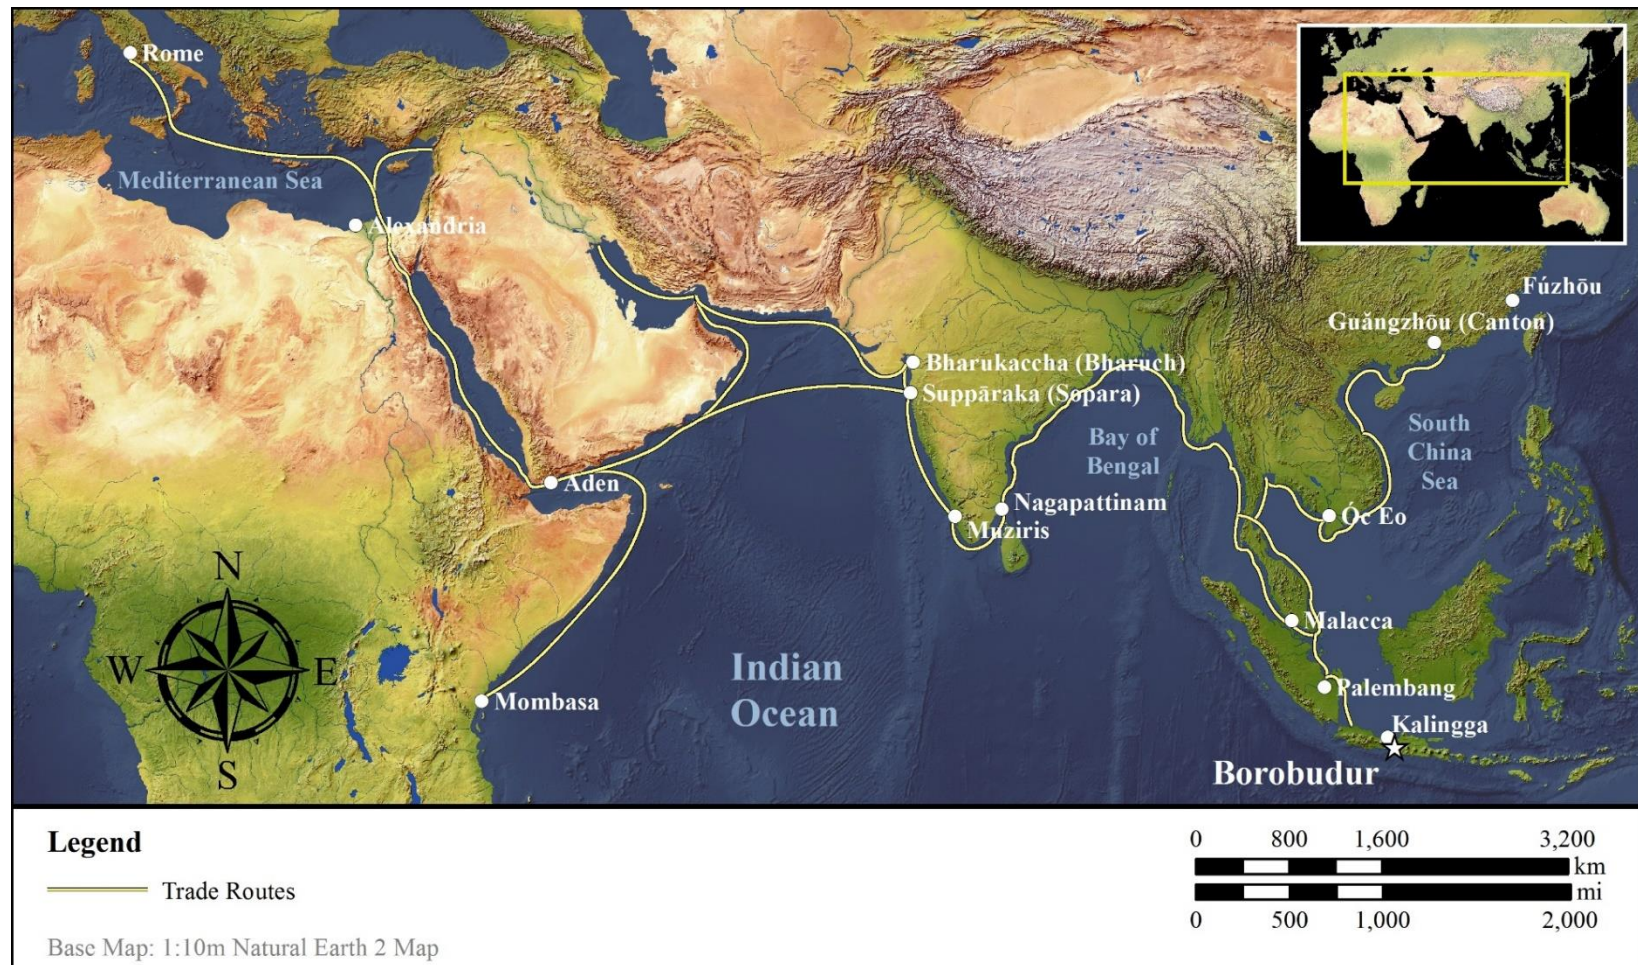 Rome
Mediterranean Sea
Alexandria
Fúzhōu
Guǎngzhōu (Canton)
Bharukaccha (Bharuch)
Suppāraka (Sopara)
Bay of
Bengal
South
China
Sea
Aden
Nagapattinam
Muziris
Óc Eo
N
W
E
S
Malacca
Indian
Ocean
Mombasa
Palembang
Kalingga
Borobudur
Legend
Trade Routes
Base Map: 1:10m Natural Earth 2 Map
0 800 1,600 3,200
km
mi
0 500 1,000 2,000